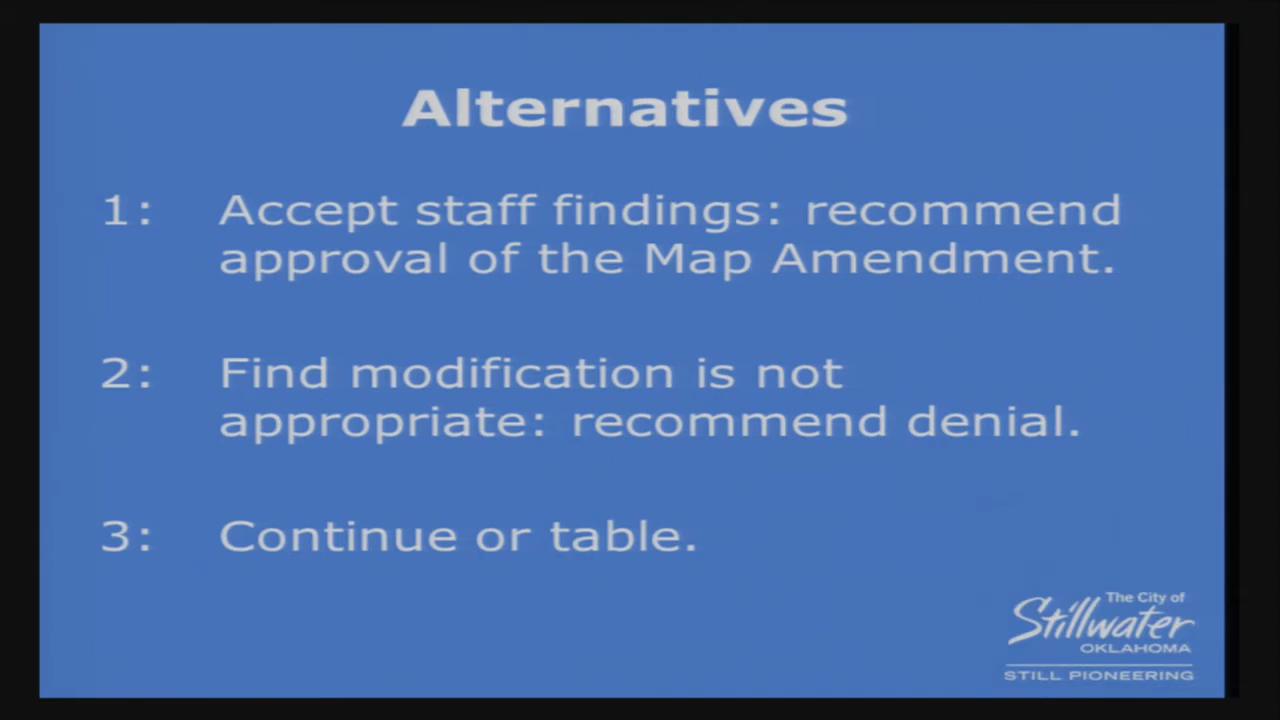 Alternatives
1: Accept staff findings: recommend
approval of the Map Amendment.
2: Find modification is not
appropriate: recommend denial.
3: Continue or table.
The City of
Stillwater
OKLAHOMA
STILL PIONEERING